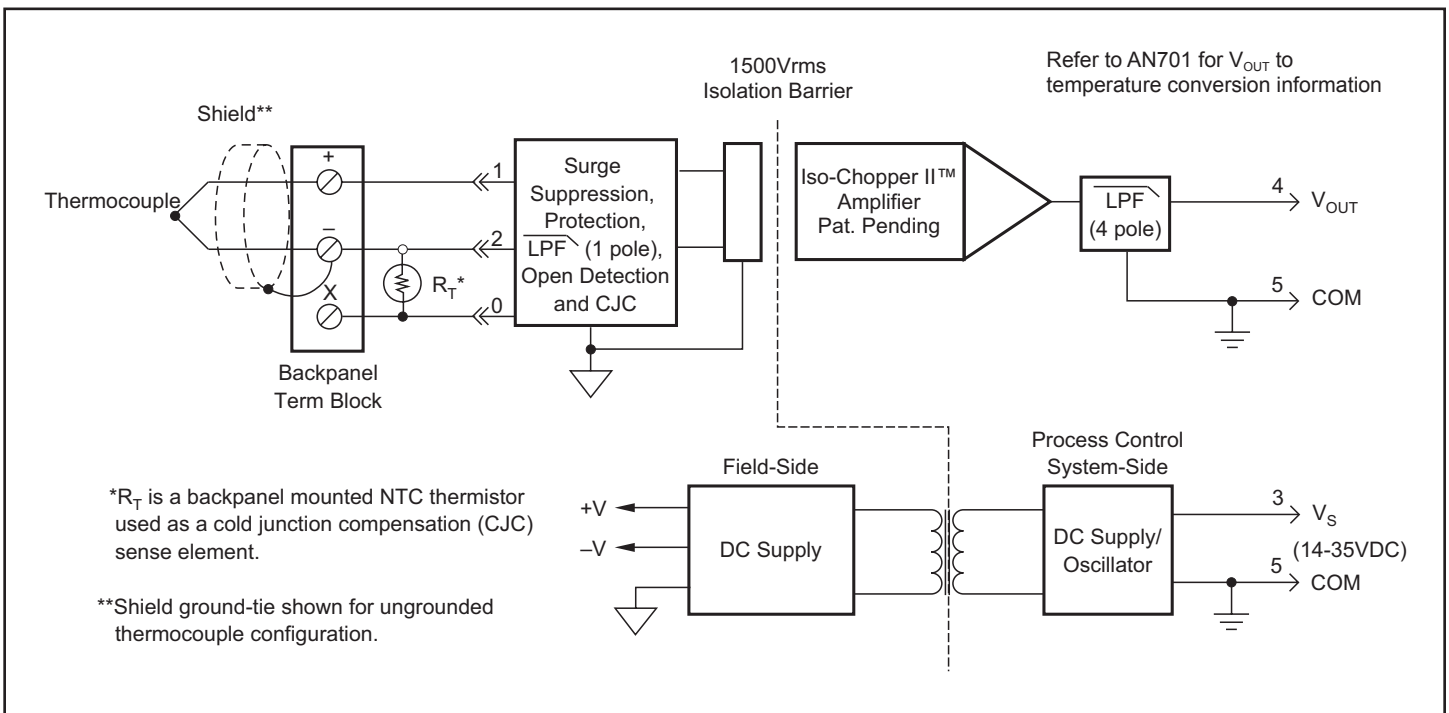 1500Vrms
Isolation Barrier
Refer to AN701 for VOUT to
temperature conversion information
Shield**
Thermocouple
+
–
X
Backpanel
Term Block
RT*
1
2
0
Surge
Suppression,
Protection,
LPF (1 pole),
Open Detection
and CJC
Iso-Chopper II™
Amplifier
Pat. Pending
LPF
(4 pole)
4
VOUT
5
COM
*RT is a backpanel mounted NTC thermistor
used as a cold junction compensation (CJC)
sense element.
**Shield ground-tie shown for ungrounded
thermocouple configuration.
Field-Side
+V
–V
DC Supply
Process Control
System-Side
DC Supply/
Oscillator
3
VS
(14-35VDC)
5
COM